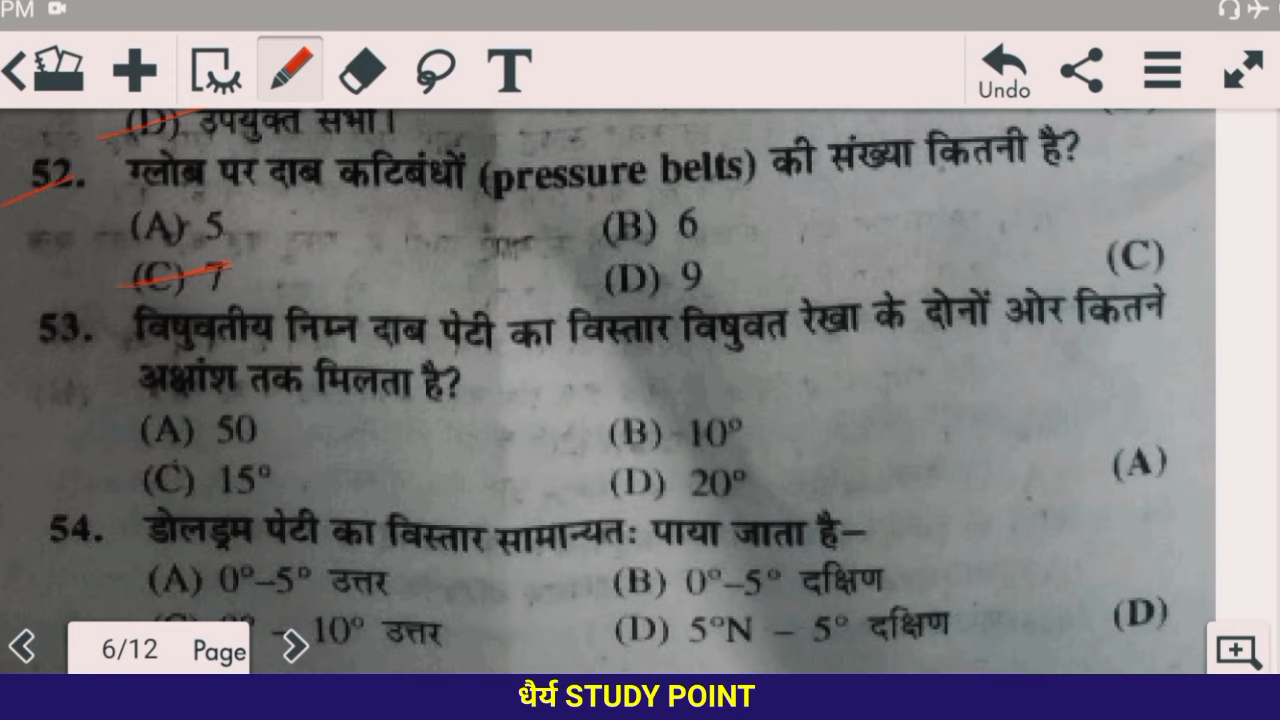 PM
Undo
(D) उपर्युक्त सभी।
52. ग्लोब पर दाब कटिबंधों (pressure belts) की संख्या कितनी है?
(A) 5 (B) 6
(C) 7 (D) 9 (C)
53. विषुवतीय निम्न दाब पेटी का विस्तार विषुवत रेखा के दोनों ओर कितने
अक्षांश तक मिलता है?
(A) 50 (B) 10°
(C) 15° (D) 20° (A)
54. डोलड्रम पेटी का विस्तार सामान्यतः पाया जाता है–
(A) 0°–5° उत्तर (B) 0°–5° दक्षिण
– 10° उत्तर (D) 5°N – 5° दक्षिण (D)
6/12 Page
धैर्य STUDY POINT